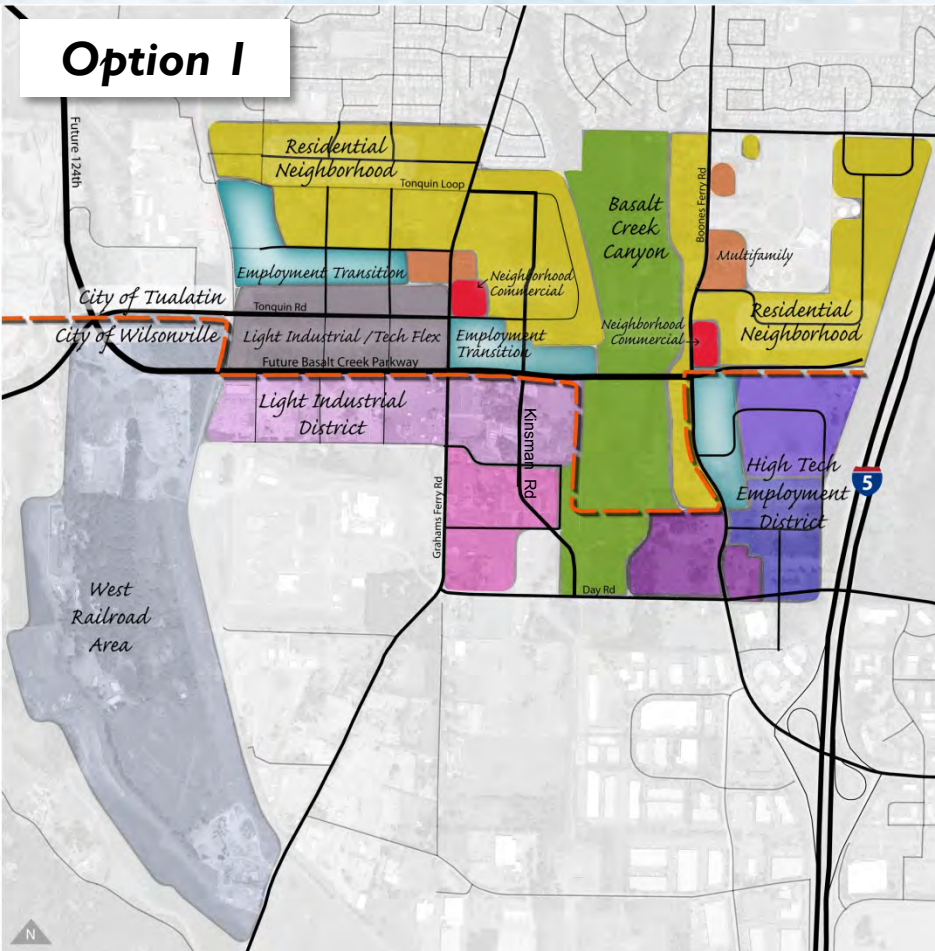 Option 1
Future 124th
Residential
Neighborhood
Tonquin Loop
Basalt
Creek
Canyon
Boones Ferry Rd
Multifamily
Employment Transition
Neighborhood
Commercial
City of Tualatin
Tonquin Rd
Residential
Neighborhood
City of Wilsonville
Light Industrial /Tech Flex
Employment
Transition
Neighborhood
Commercial
Future Basalt Creek Parkway
Light Industrial
District
Kinsman Rd
High Tech
Employment
District
5
Grahams Ferry Rd
West
Railroad
Area
Day Rd
N